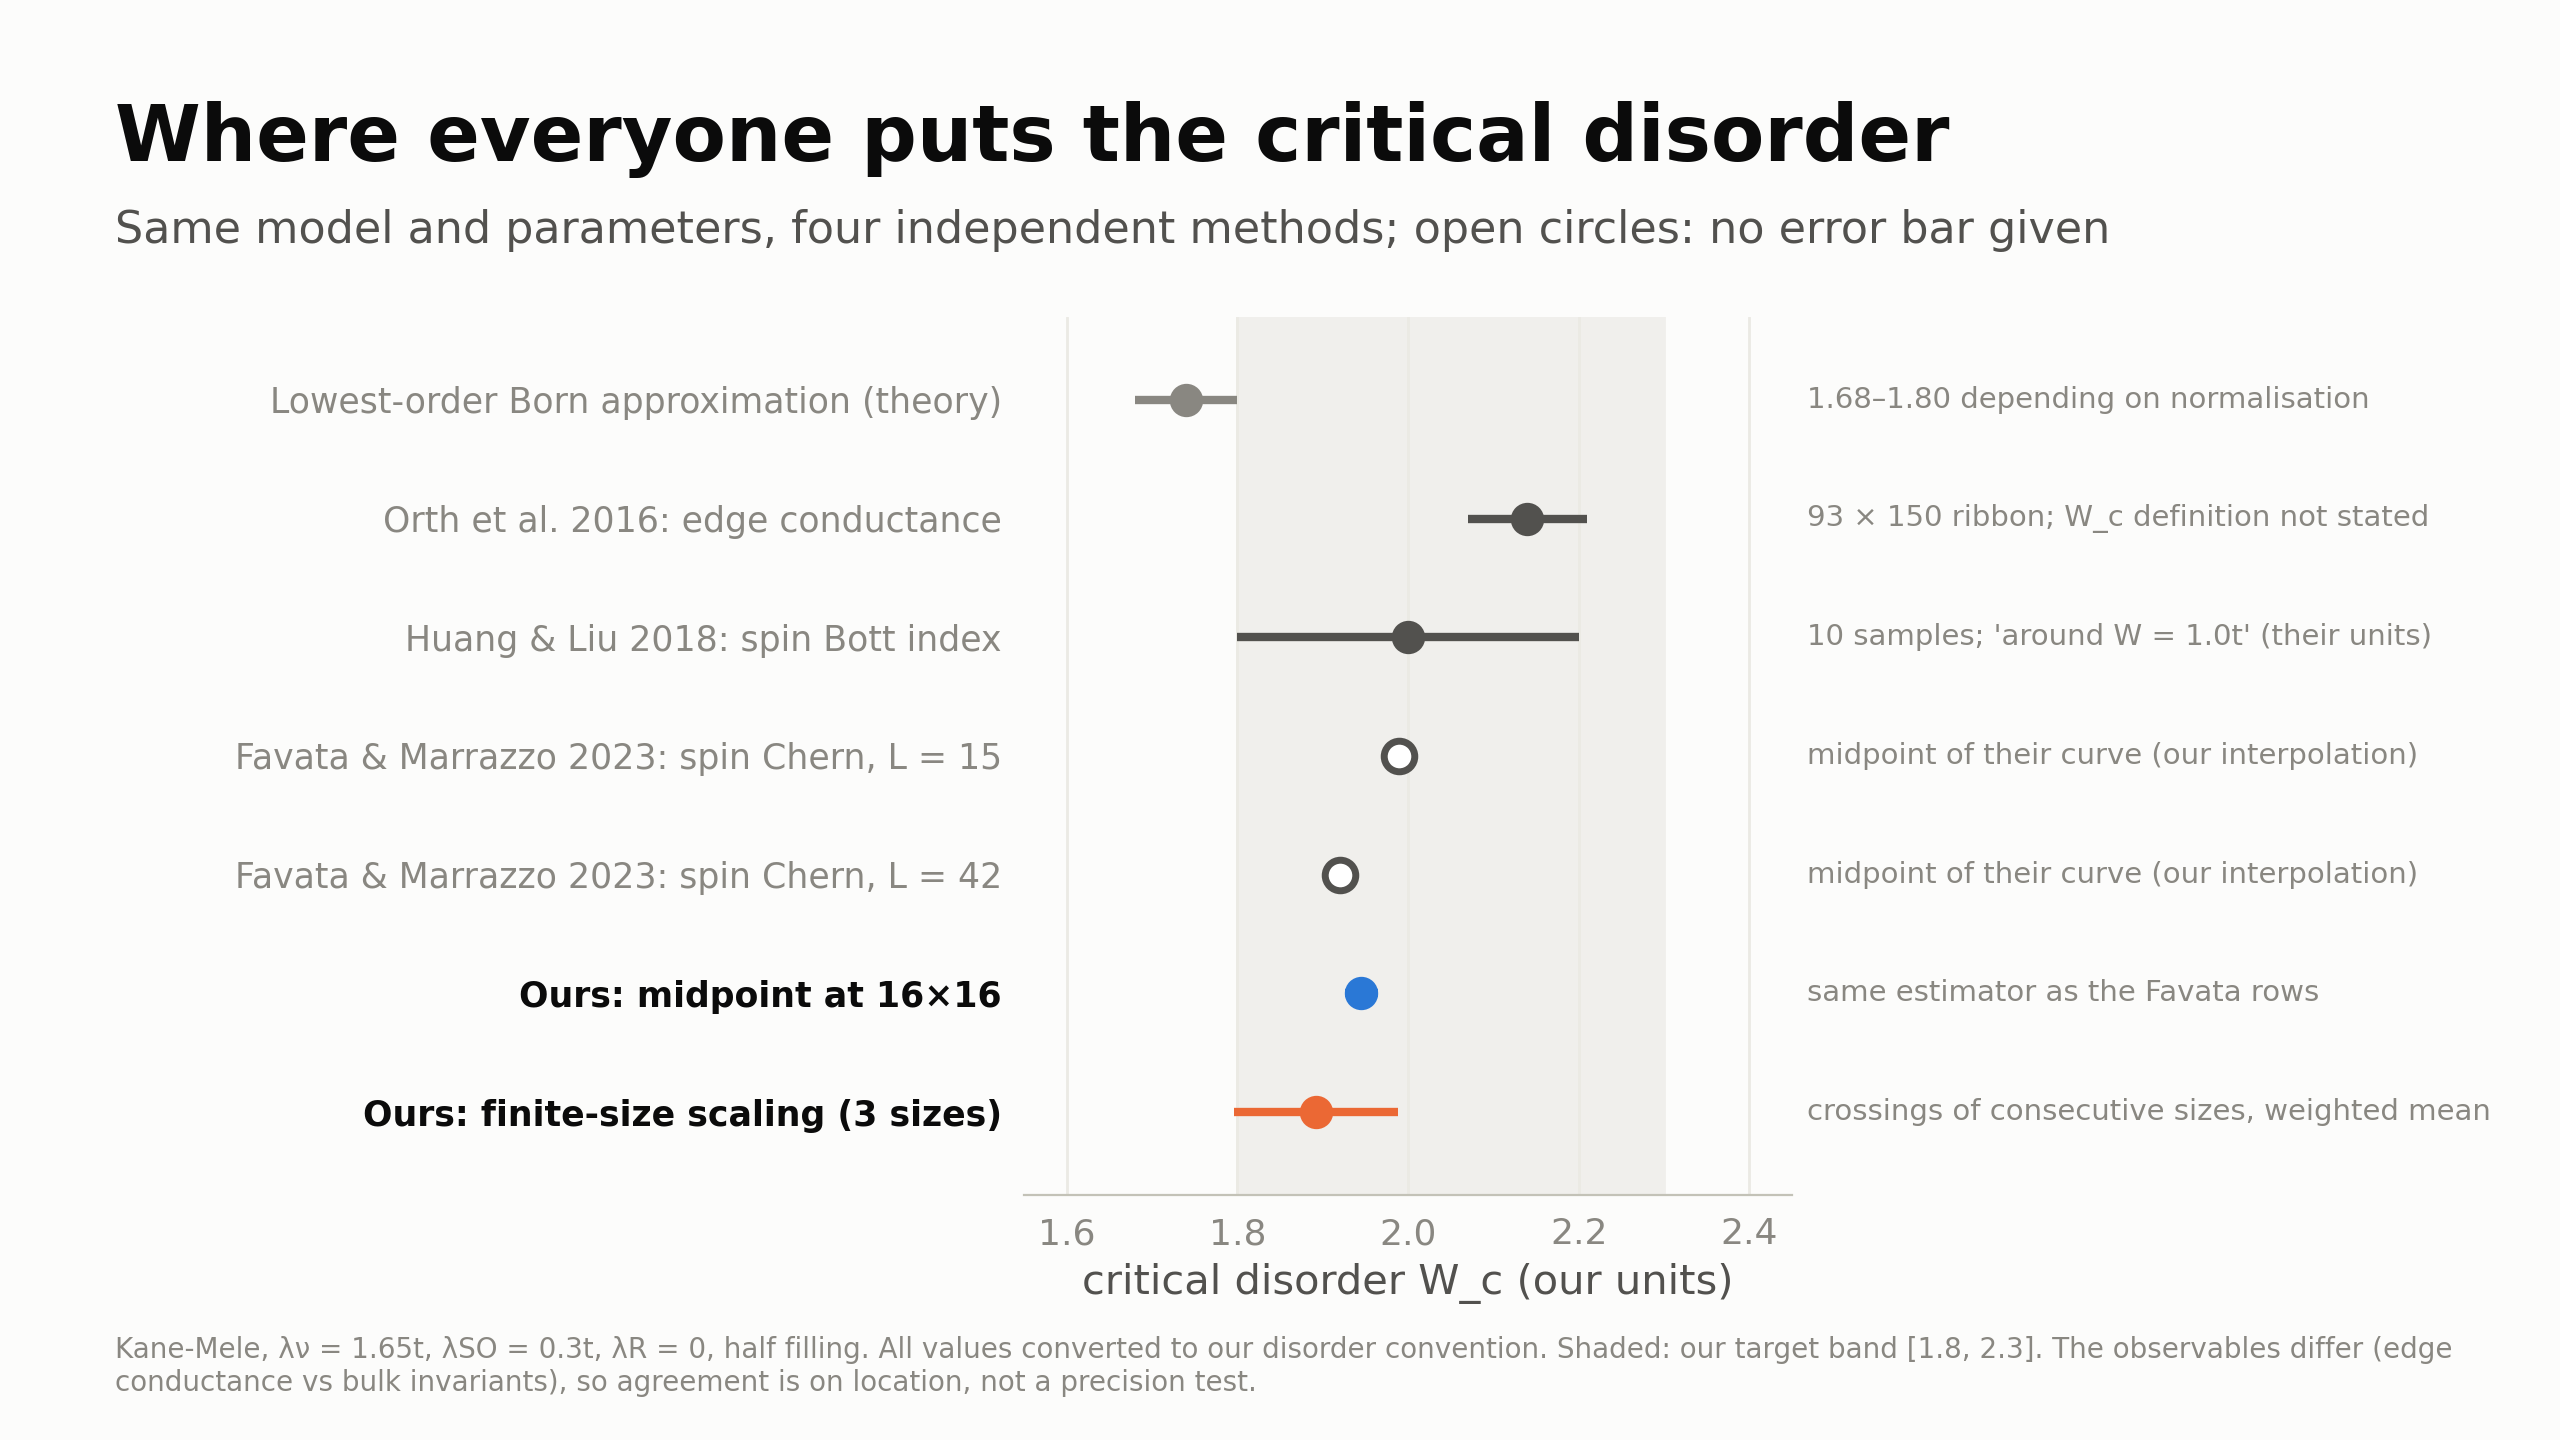 Where everyone puts the critical disorder
Same model and parameters, four independent methods; open circles: no error bar given
Lowest-order Born approximation (theory)
1.68–1.80 depending on normalisation
Orth et al. 2016: edge conductance
93 × 150 ribbon; W_c definition not stated
Huang & Liu 2018: spin Bott index
10 samples; 'around W = 1.0t' (their units)
Favata & Marrazzo 2023: spin Chern, L = 15
midpoint of their curve (our interpolation)
Favata & Marrazzo 2023: spin Chern, L = 42
midpoint of their curve (our interpolation)
Ours: midpoint at 16×16
same estimator as the Favata rows
Ours: finite-size scaling (3 sizes)
crossings of consecutive sizes, weighted mean
1.6 1.8 2.0 2.2 2.4
critical disorder W_c (our units)
Kane-Mele, λν = 1.65t, λSO = 0.3t, λR = 0, half filling. All values converted to our disorder convention. Shaded: our target band [1.8, 2.3]. The observables differ (edge
conductance vs bulk invariants), so agreement is on location, not a precision test.